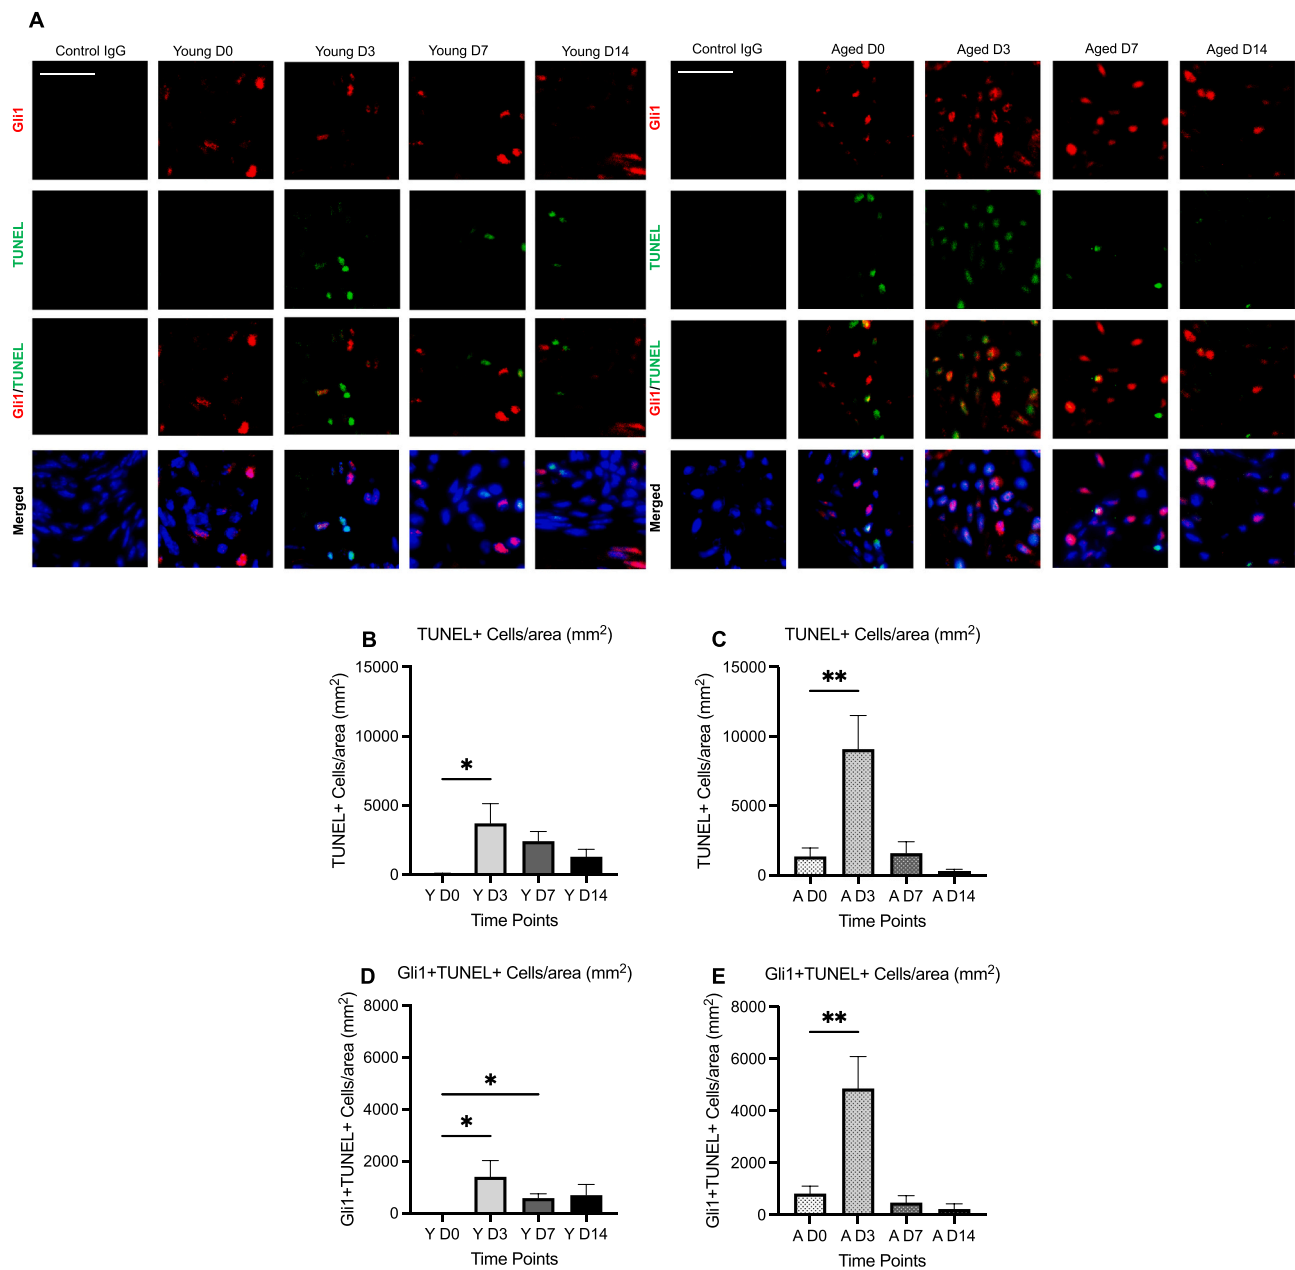 A
Control IgG Young D0 Young D3 Young D7 Young D14 Control IgG Aged D0 Aged D3 Aged D7 Aged D14
Gli1 Gli1
TUNEL TUNEL
Gli1/TUNEL Gli1/TUNEL
Merged Merged
B TUNEL+ Cells/area (mm²)
TUNEL+ Cells/area (mm²)
15000
10000
5000
0
*
Y D0 Y D3 Y D7 Y D14
Time Points
C TUNEL+ Cells/area (mm²)
TUNEL+ Cells/area (mm²)
15000
10000
5000
0
**
A D0 A D3 A D7 A D14
Time Points
D Gli1+TUNEL+ Cells/area (mm²)
Gli1+TUNEL+ Cells/area (mm²)
8000
6000
4000
2000
0
*
*
Y D0 Y D3 Y D7 Y D14
Time Points
E Gli1+TUNEL+ Cells/area (mm²)
Gli1+TUNEL+ Cells/area (mm²)
8000
6000
4000
2000
0
**
A D0 A D3 A D7 A D14
Time Points